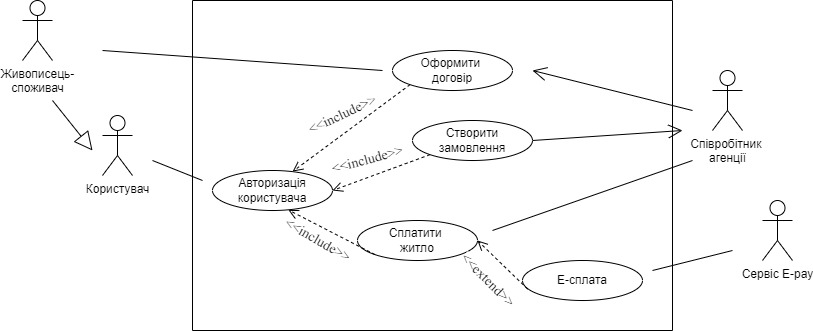 Живописець-
споживач
Оформити
договір
<<include>>
Створити
замовлення
Співробітник
агенції
<<include>>
Користувач
Авторизація
користувача
Сплатити
житло
<<include>>
<<extend>>
Е-сплата
Сервіс E-pay